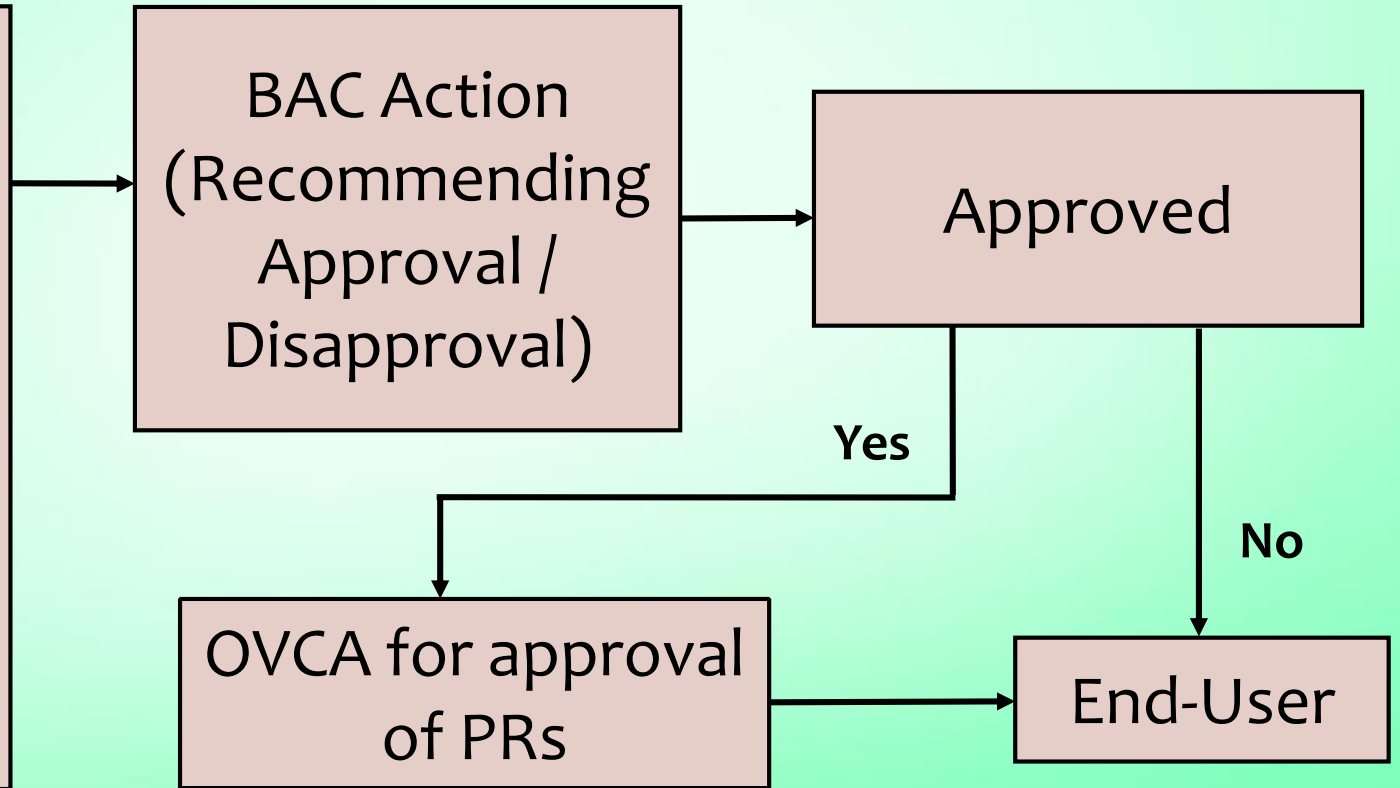 BAC Action
(Recommending
Approval /
Disapproval)
Approved
Yes
No
OVCA for approval
of PRs
End-User